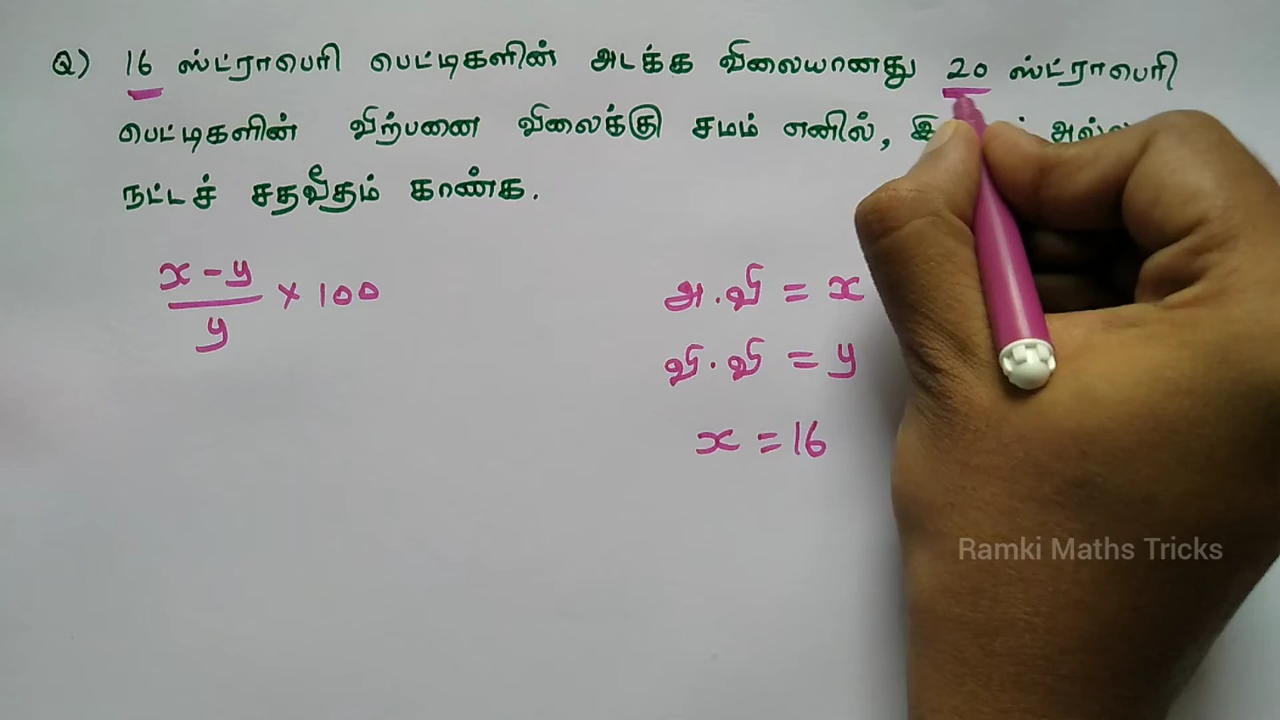 Q) 16 ஸ்ட்ராபெரி பெட்டிகளின் அடக்க விலையானது 20 ஸ்ட்ராபெரி
பெட்டிகளின் விற்பனை விலைக்கு சமம் எனில்,
நட்டச் சதவீதம் காண்க.
x - y
/ y × 100
அ.வி = x
வி.வி = y
x = 16
Ramki Maths Tricks